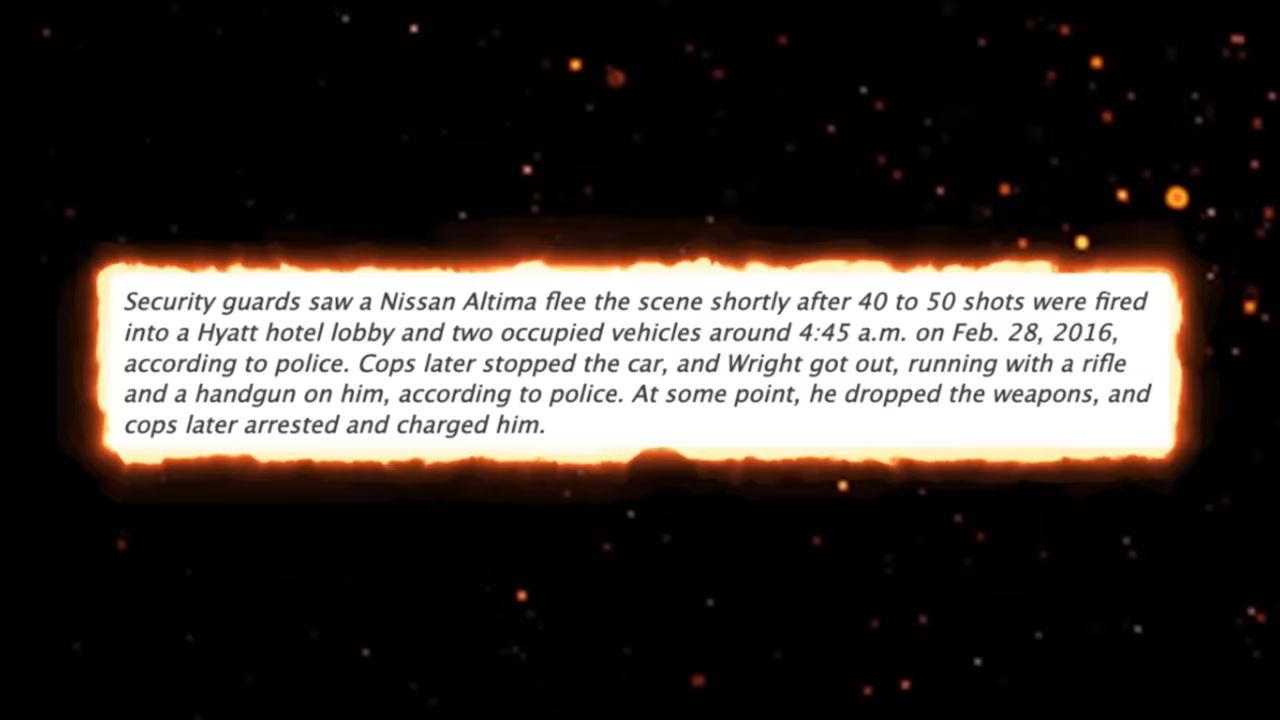 Security guards saw a Nissan Altima flee the scene shortly after 40 to 50 shots were fired
into a Hyatt hotel lobby and two occupied vehicles around 4:45 a.m. on Feb. 28, 2016,
according to police. Cops later stopped the car, and Wright got out, running with a rifle
and a handgun on him, according to police. At some point, he dropped the weapons, and
cops later arrested and charged him.